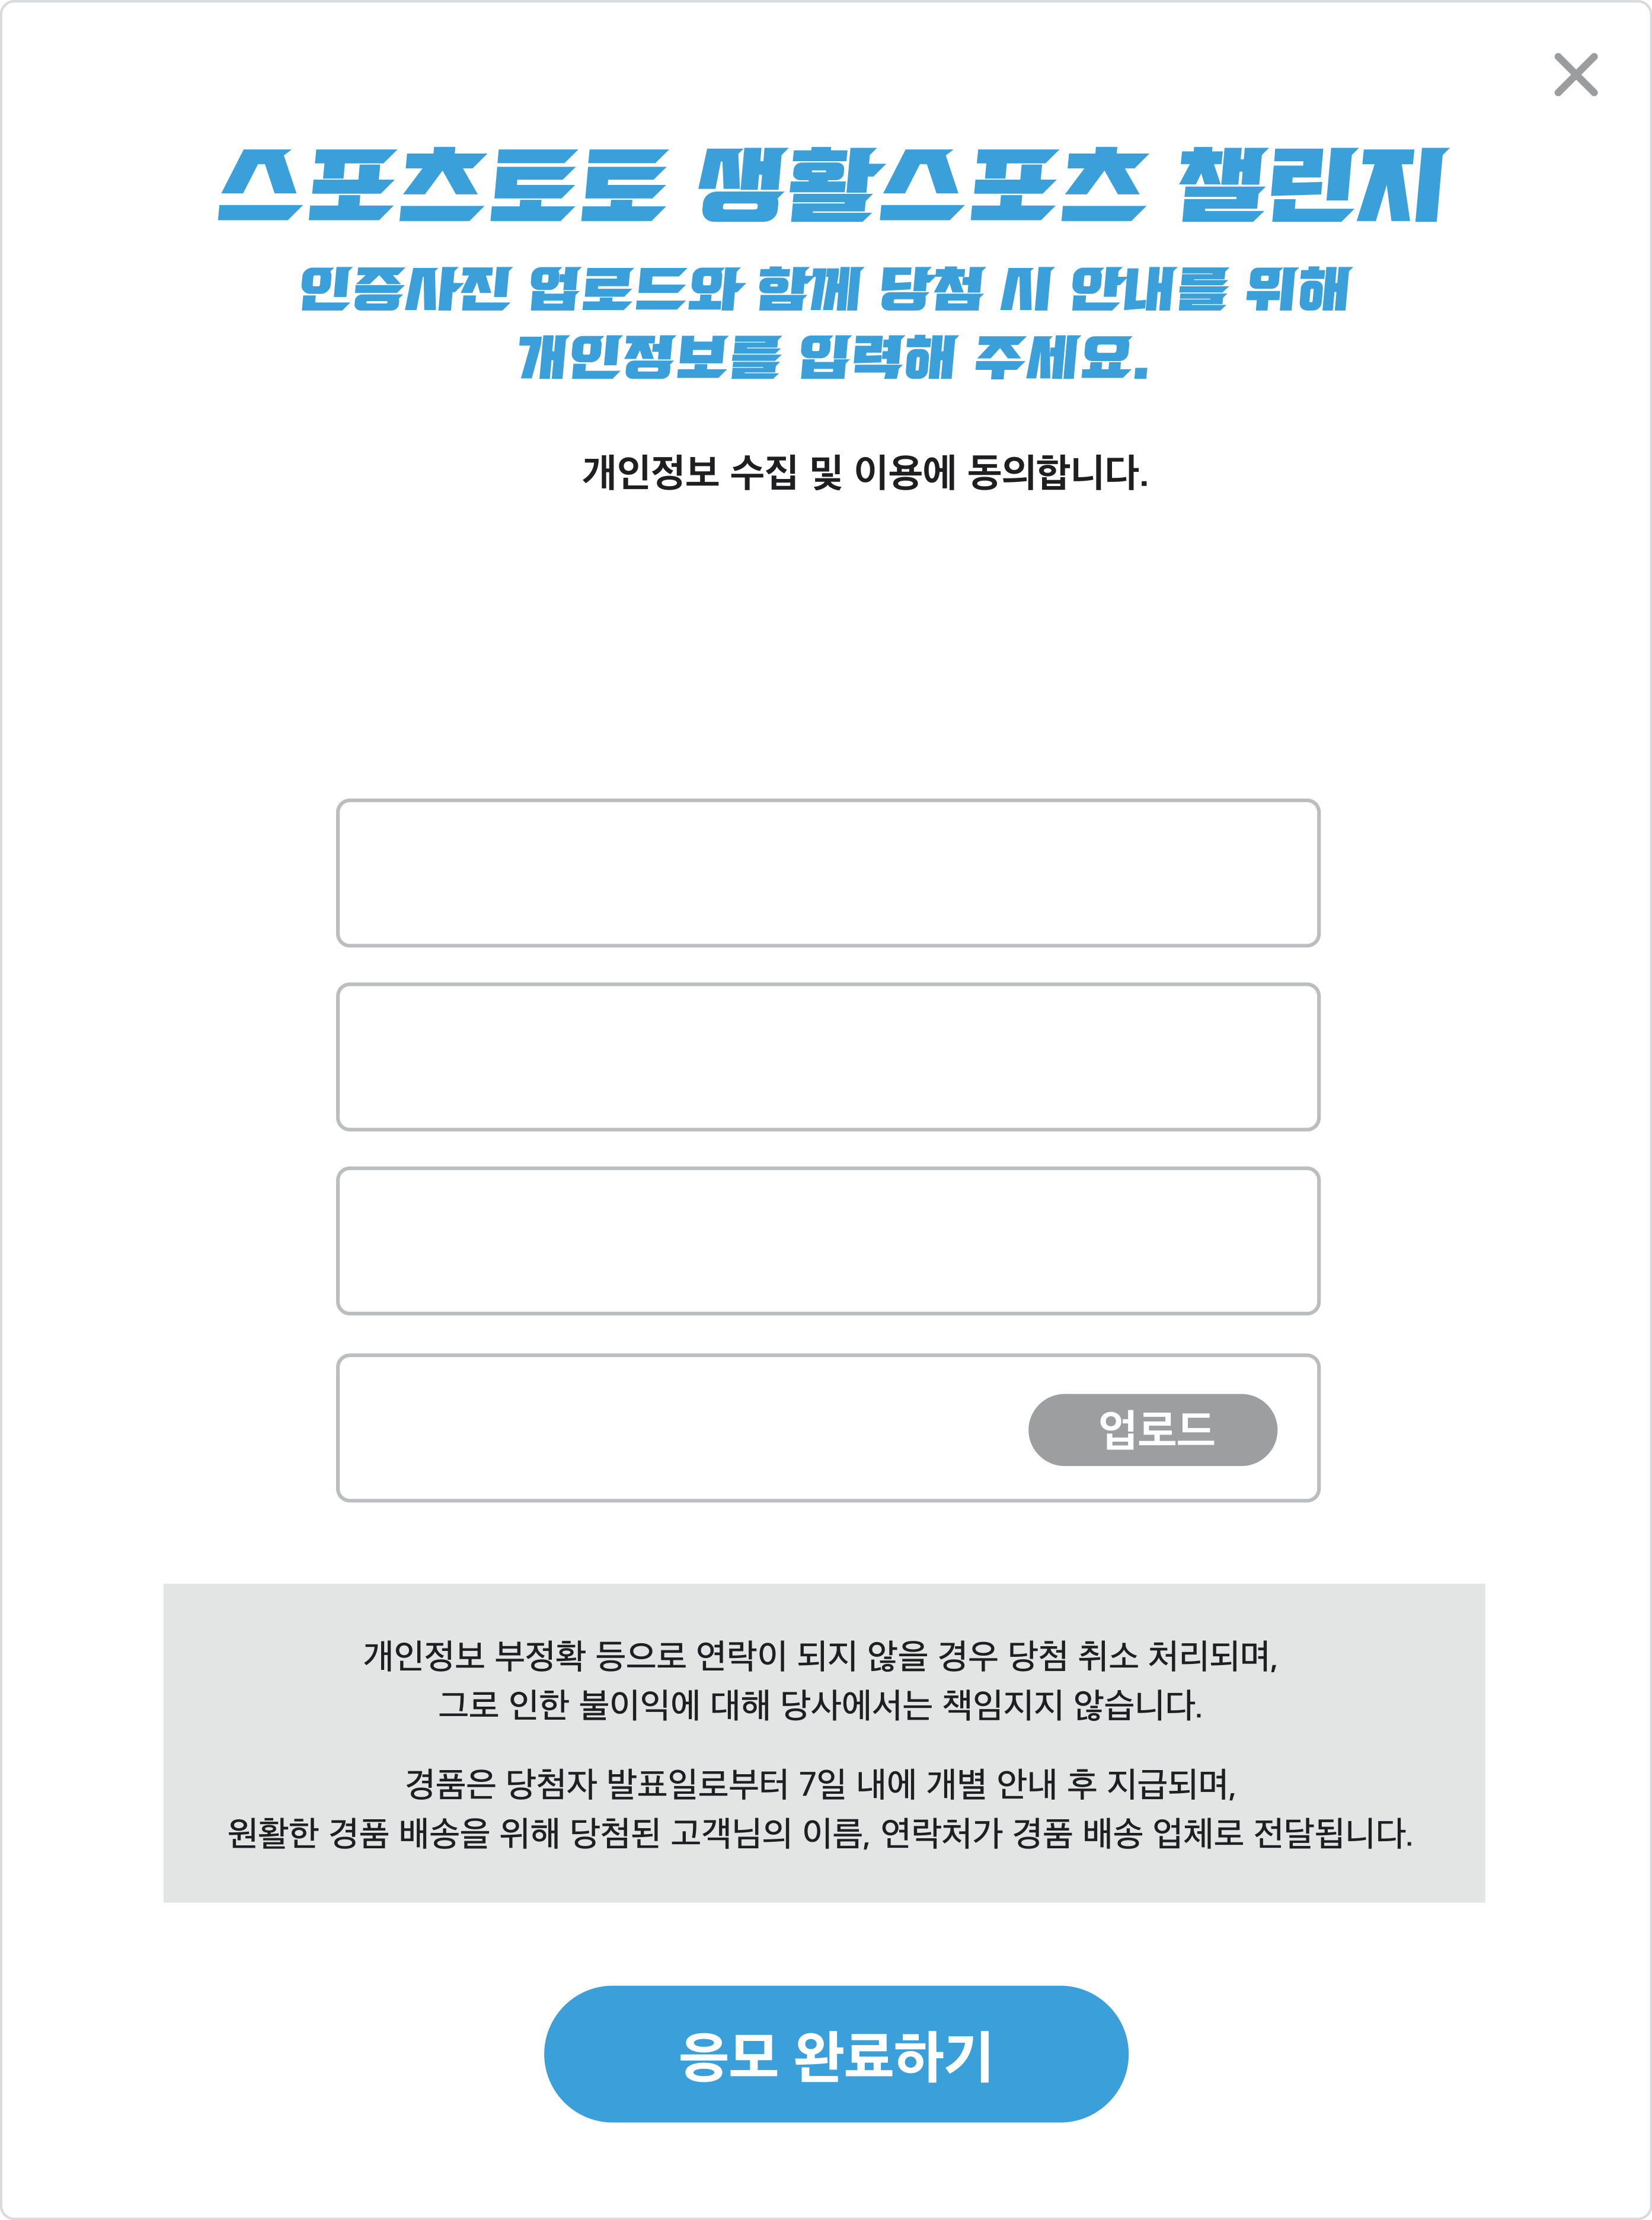 스포츠토토 생활스포츠 챌린지
인증사진 업로드와 함께 당첨 시 안내를 위해
개인정보를 입력해 주세요.
개인정보 수집 및 이용에 동의합니다.
업로드
개인정보 부정확 등으로 연락이 되지 않을 경우 당첨 취소 처리되며,
그로 인한 불이익에 대해 당사에서는 책임지지 않습니다.
경품은 당첨자 발표일로부터 7일 내에 개별 안내 후 지급되며,
원활한 경품 배송을 위해 당첨된 고객님의 이름, 연락처가 경품 배송 업체로 전달됩니다.
응모 완료하기